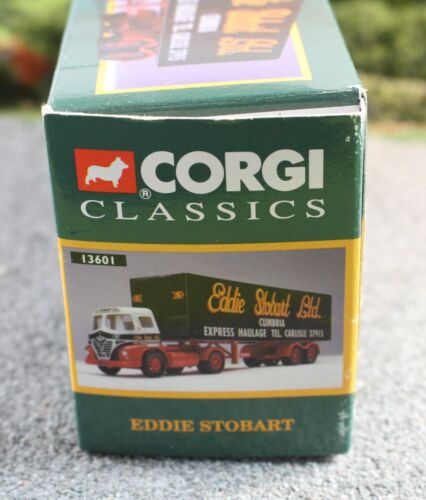 CORGI
®
CLASSICS
13601
Eddie Stobart Ltd.
CUMBRIA
EXPRESS HAULAGE TEL. CARLISLE 37915
EDDIE STOBART